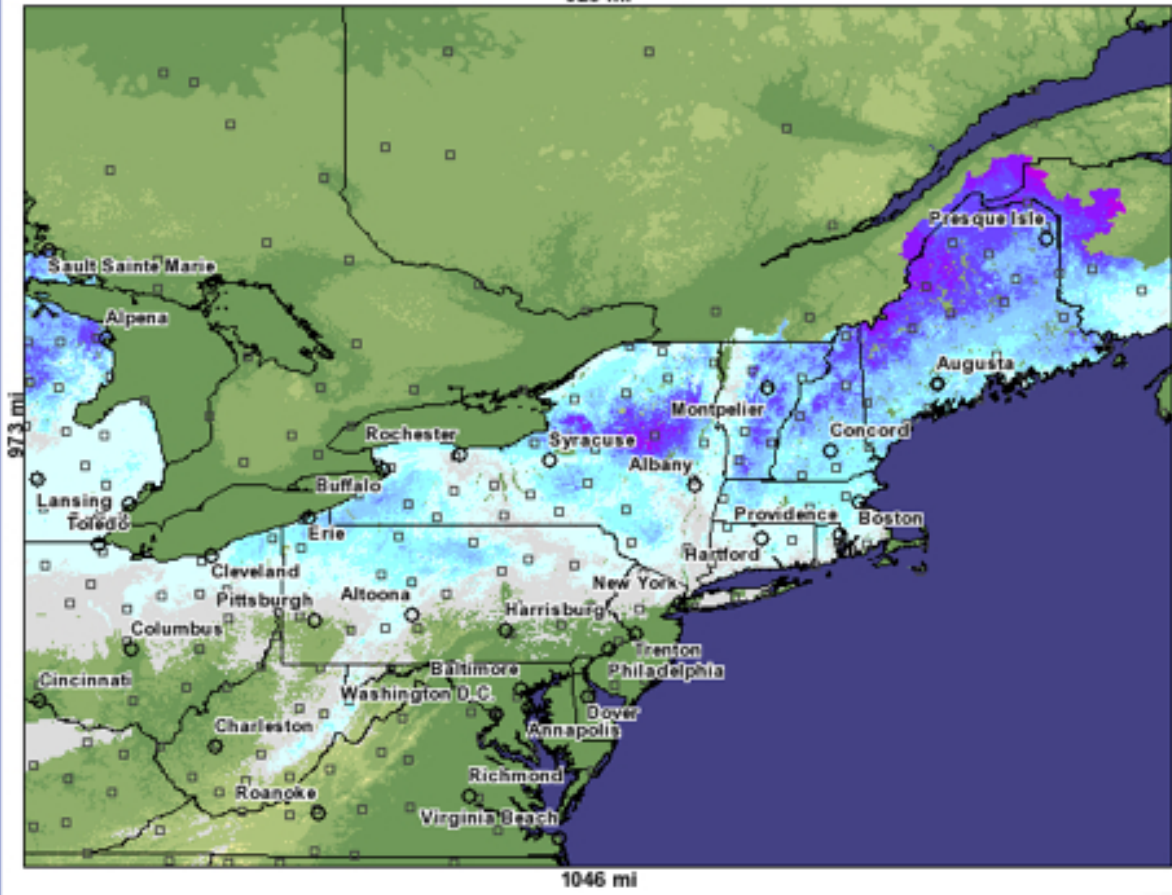 Presque Isle
Sault Sainte Marie
Alpena
Augusta
973 mi
Montpelier
Rochester
Concord
Syracuse
Albany
Buffalo
Lansing
Providence
Boston
Toledo
Erie
Hartford
Cleveland
New York
Pittsburgh
Altoona
Harrisburg
Columbus
Trenton
Baltimore
Philadelphia
Cincinnati
Washington D.C.
Dover
Charleston
Annapolis
Richmond
Roanoke
Virginia Beach
1046 mi